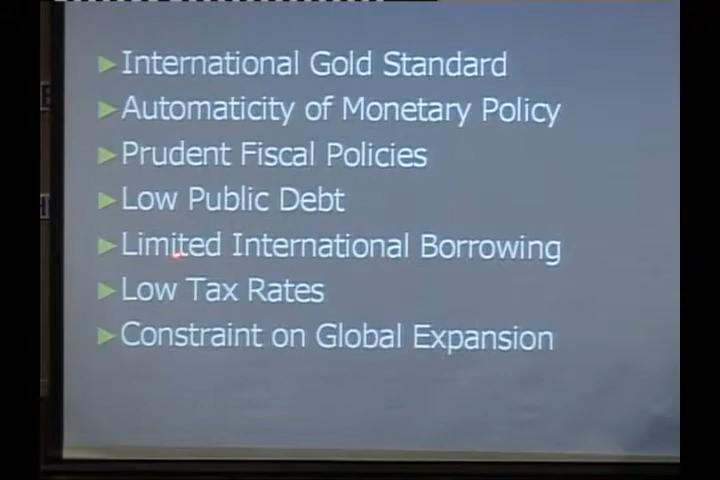 International Gold Standard
Automaticity of Monetary Policy
Prudent Fiscal Policies
Low Public Debt
Limited International Borrowing
Low Tax Rates
Constraint on Global Expansion